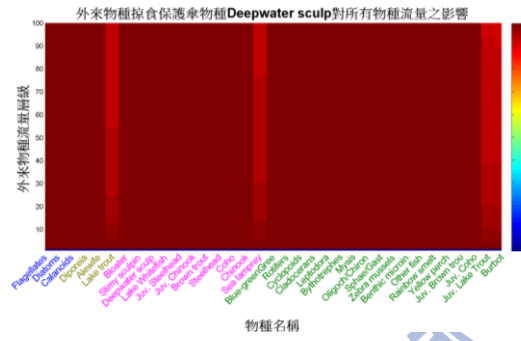 外來物種掠食保護傘物種Deepwater sculp對所有物種流量之影響
外來物種流量層級
100
90
80
70
60
50
40
30
20
10
Flagellates
Diatoms
Calanoids
Diporeia
Alewife
Lake trout
Bloater
Slimy sculpin
Deepwater sculp
Lake Whitefish
Juv. Steelhead
Juv. Chinook
Brown trout
Steelhead
Coho
Chinook
Sea lamprey
Blue-greenGree
Rotifers
Cyclopoids
Cladocerans
Leptodora
Bythotrephes
Mysis
Oligoch/Chiron
Sphae/Gast
Zebra mussels
Benthic microin
Other fish
Rainbow smelt
Yellow perch
Juv. Brown trou
Juv. Coho
Juv. Lake Trout
Burbot
物種名稱